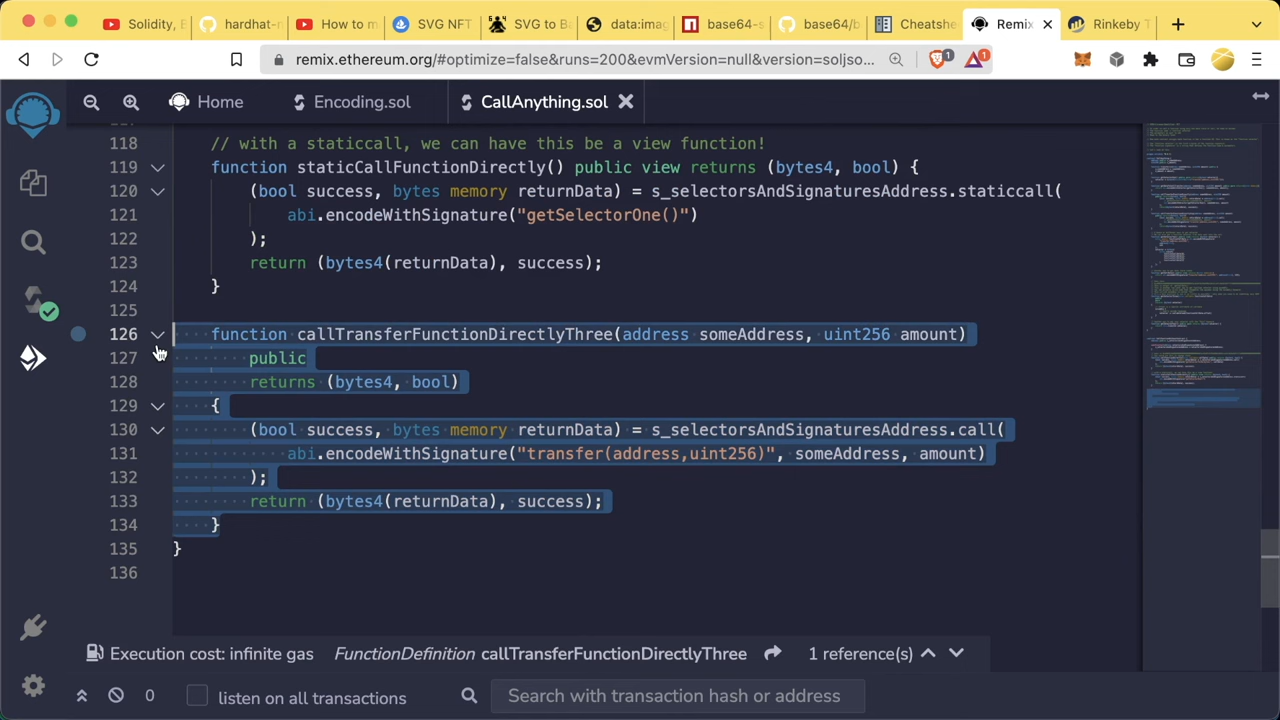 Solidity, E
hardhat-n
How to m
SVG NFT
SVG to Ba
data:imag
base64-s
base64/b
Cheatshe
Remix
Rinkeby T
remix.ethereum.org/#optimize=false&runs=200&evmVersion=null&version=soljso...
1
1
Home
Encoding.sol
CallAnything.sol
118 // with a staticcall, we can have this be a view function!
119 function staticCallFunctionDirectly() public view returns (bytes4, bool) {
120 (bool success, bytes memory returnData) = s_selectorsAndSignaturesAddress.staticcall(
121 abi.encodeWithSignature("getSelectorOne()")
122 );
123 return (bytes4(returnData), success);
124 }
125
126 function callTransferFunctionDirectlyThree(address someAddress, uint256 amount)
127 public
128 returns (bytes4, bool)
129 {
130 (bool success, bytes memory returnData) = s_selectorsAndSignaturesAddress.call(
131 abi.encodeWithSignature("transfer(address,uint256)", someAddress, amount)
132 );
133 return (bytes4(returnData), success);
134 }
135 }
136
Execution cost: infinite gas FunctionDefinition callTransferFunctionDirectlyThree 1 reference(s)
0 listen on all transactions Search with transaction hash or address